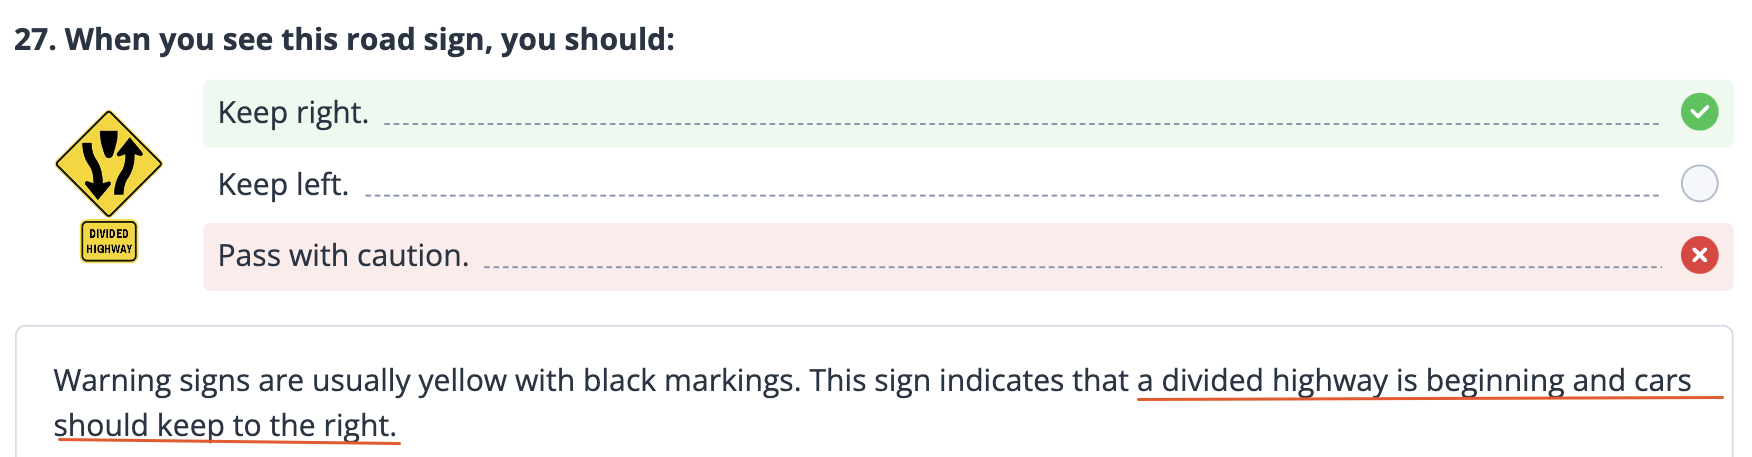 27. When you see this road sign, you should:
Keep right.
Keep left.
Pass with caution.
DIVIDED
HIGHWAY
Warning signs are usually yellow with black markings. This sign indicates that a divided highway is beginning and cars
should keep to the right.